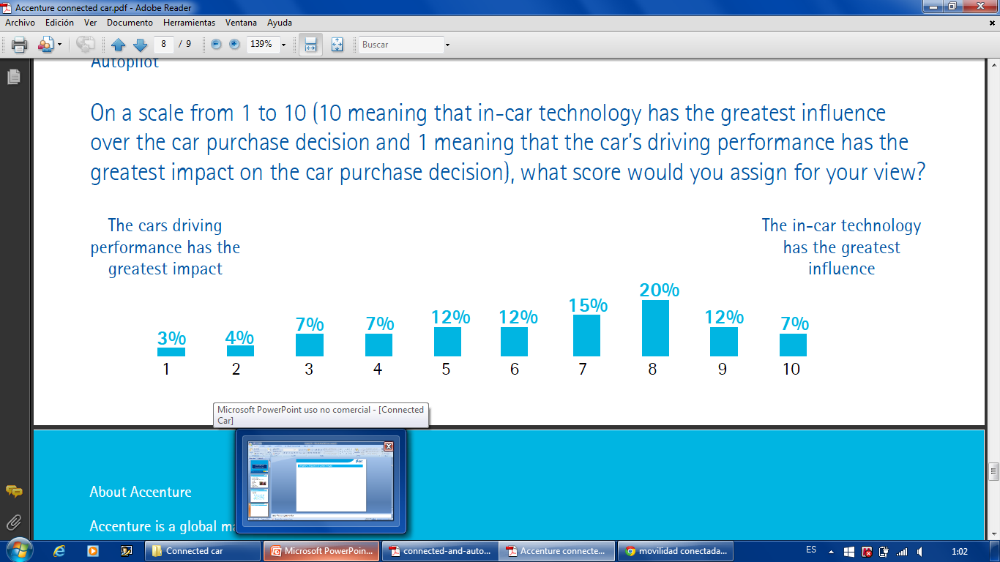 Accenture connected car.pdf - Adobe Reader
Archivo Edición Ver Documento Herramientas Ventana Ayuda
8 / 9 139% Buscar
Autopilot
On a scale from 1 to 10 (10 meaning that in-car technology has the greatest influence
over the car purchase decision and 1 meaning that the car's driving performance has the
greatest impact on the car purchase decision), what score would you assign for your view?
The cars driving
performance has the
greatest impact
The in-car technology
has the greatest
influence
3% 4% 7% 7% 12% 12% 15% 20% 12% 7%
1 2 3 4 5 6 7 8 9 10
Microsoft PowerPoint uso no comercial - [Connected
Car]
About Accenture
Accenture is a global ma
Connected car
Microsoft PowerPoin...
connected-and-auto...
Accenture connecte...
movilidad conectada...
ES
1:02